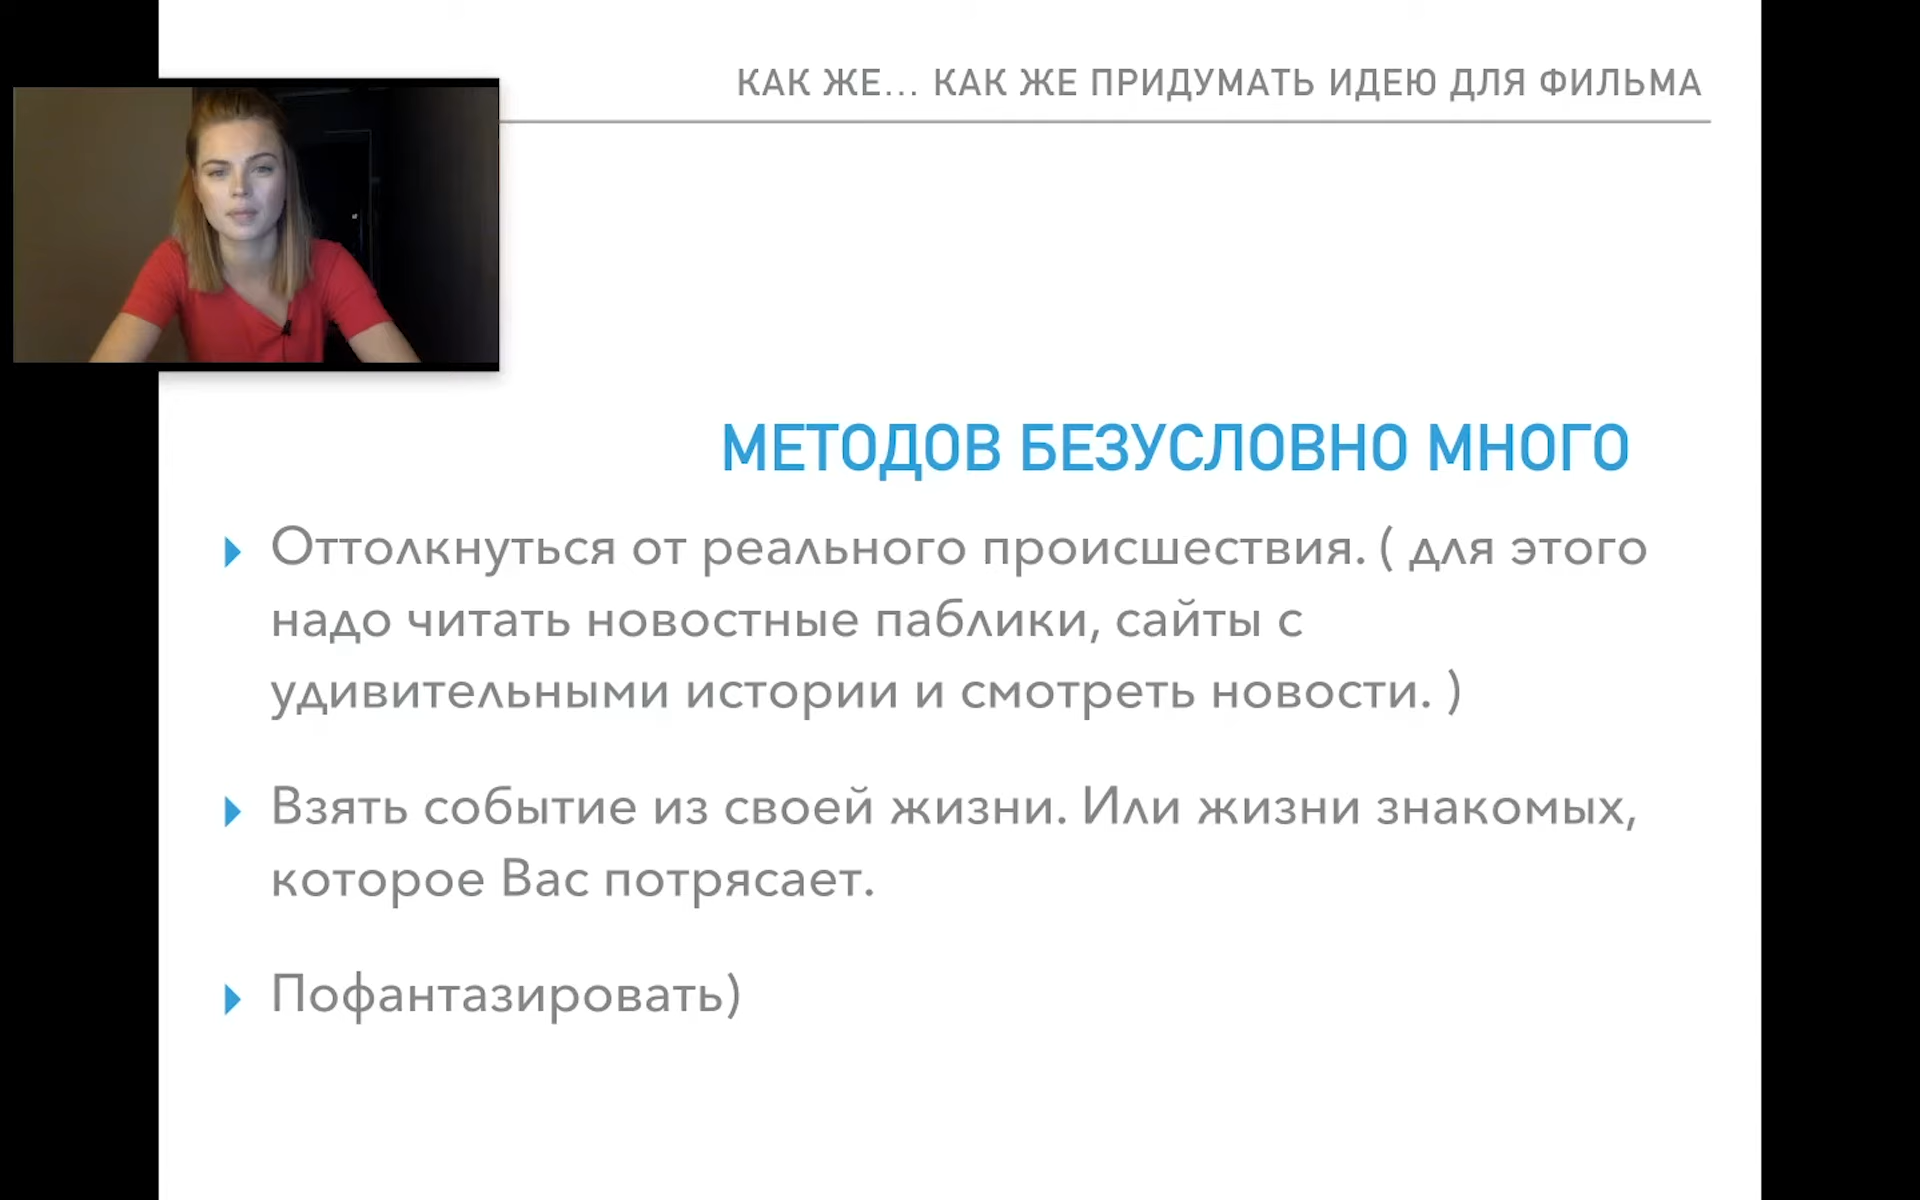 КАК ЖЕ... КАК ЖЕ ПРИДУМАТЬ ИДЕЮ ДЛЯ ФИЛЬМА
МЕТОДОВ БЕЗУСЛОВНО МНОГО
Оттолкнуться от реального происшествия. ( для этого
надо читать новостные паблики, сайты с
удивительными истории и смотреть новости. )
Взять событие из своей жизни. Или жизни знакомых,
которое Вас потрясает.
Пофантазировать)